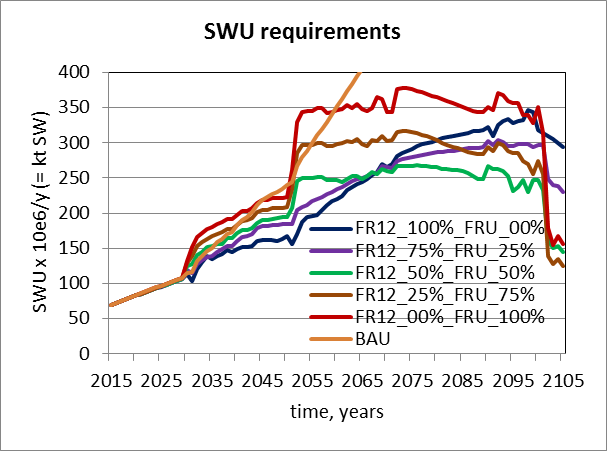 SWU requirements
SWU x 10e6/y (= kt SW)
400
350
300
250
200
150
100
50
0
FR12_100%_FRU_00%
FR12_75%_FRU_25%
FR12_50%_FRU_50%
FR12_25%_FRU_75%
FR12_00%_FRU_100%
BAU
2015 2025 2035 2045 2055 2065 2075 2085 2095 2105
time, years